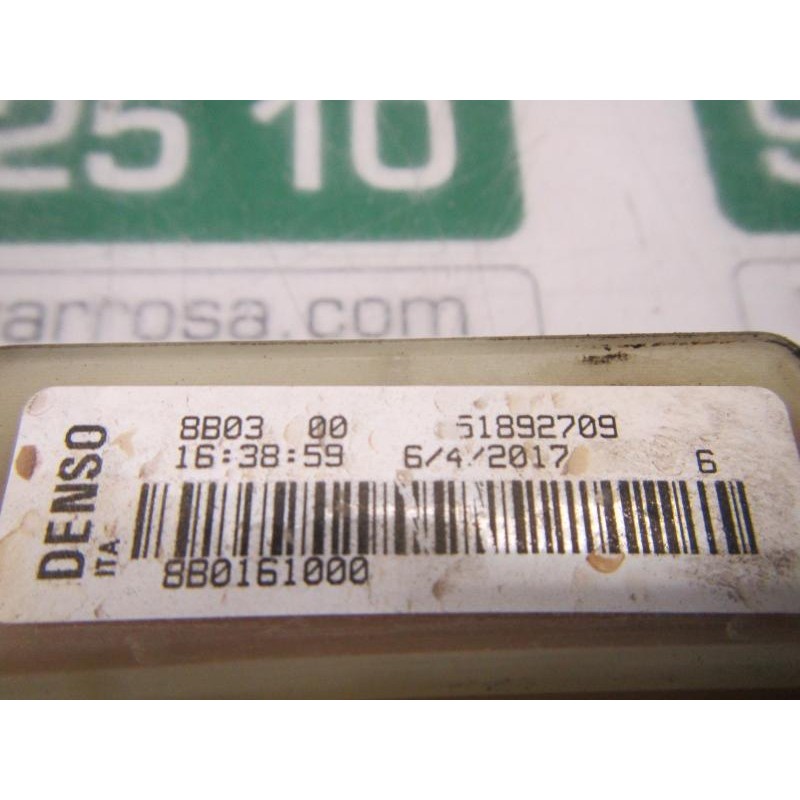 25 10
arrosa.com
DENSO
ITA
8B03 00 51892709
16:38:59 6/4/2017 6
8B0161000